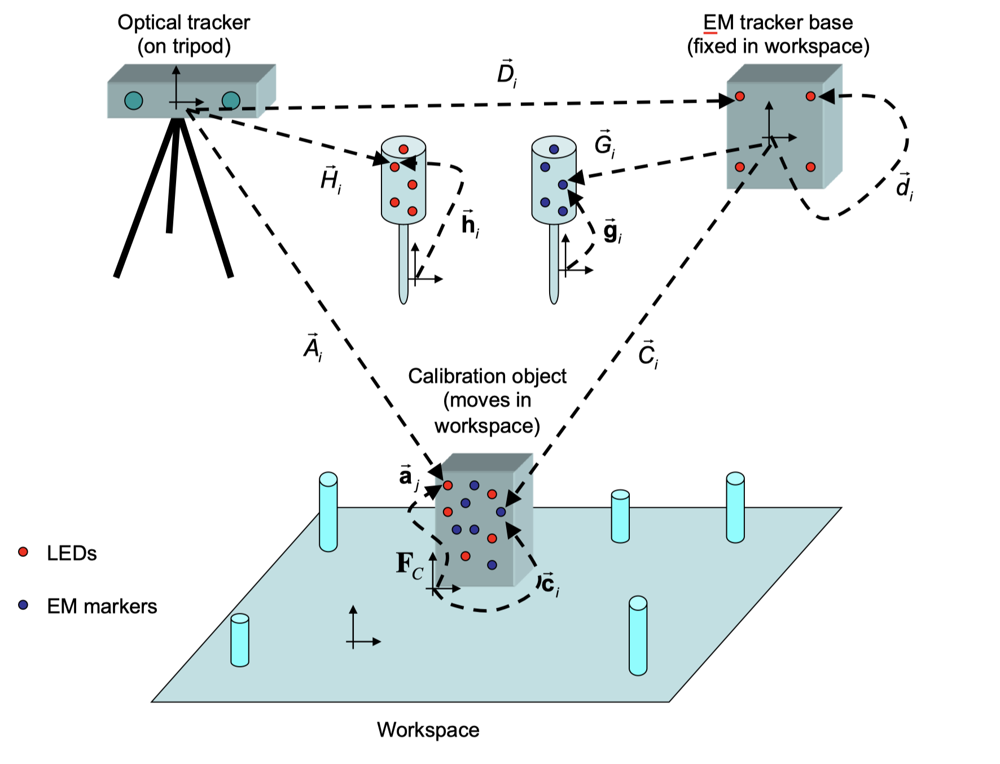 Optical tracker
(on tripod)
EM tracker base
(fixed in workspace)
D⃗i
G⃗i
H⃗i
h⃗i
g⃗i
d⃗i
A⃗i
C⃗i
Calibration object
(moves in
workspace)
a⃗j
FC
c⃗i
LEDs
EM markers
Workspace